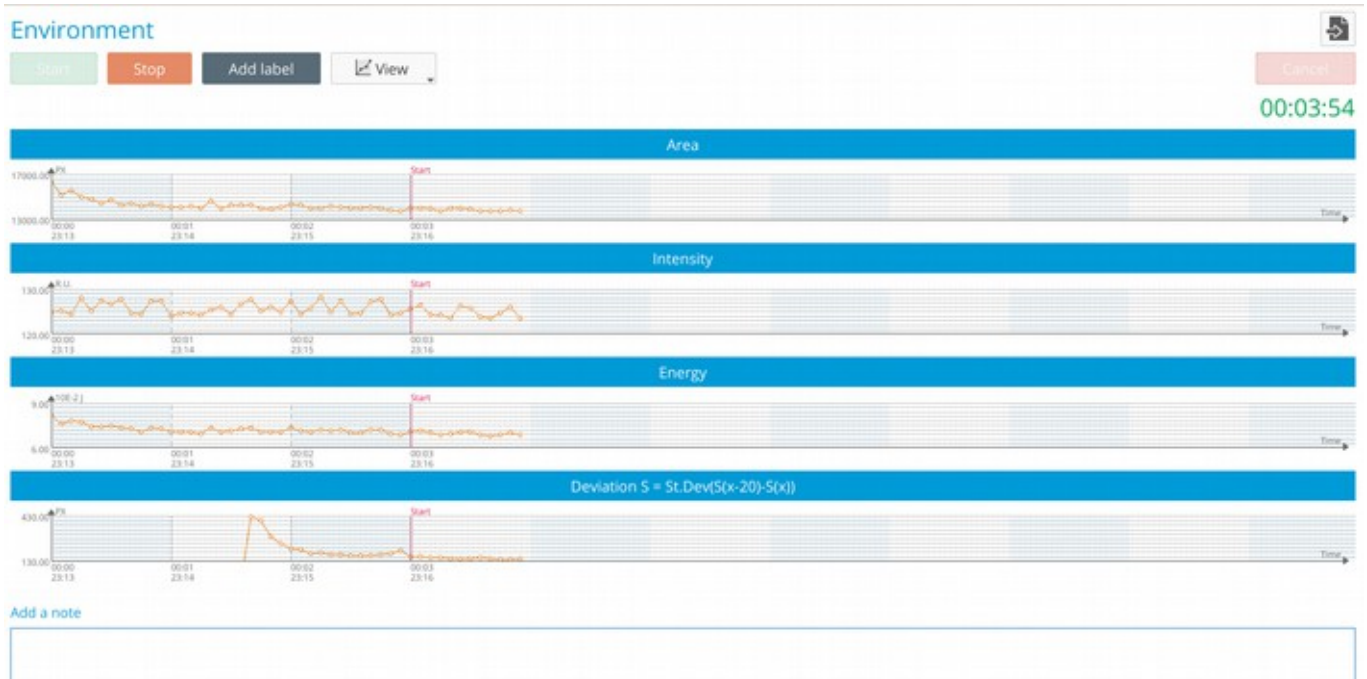 Environment
Start Stop Add label View Cancel
00:03:54
Area
17000.00 PX Start
13000.00 Time
00:00 00:01 00:02 00:03
23:13 23:14 23:15 23:16
Intensity
130.00 R.U. Start
120.00 Time
00:00 00:01 00:02 00:03
23:13 23:14 23:15 23:16
Energy
9.00 10E-2 J Start
6.00 Time
00:00 00:01 00:02 00:03
23:13 23:14 23:15 23:16
Deviation S = St.Dev(S(x-20)-S(x))
430.00 PX Start
130.00 Time
00:00 00:01 00:02 00:03
23:13 23:14 23:15 23:16
Add a note